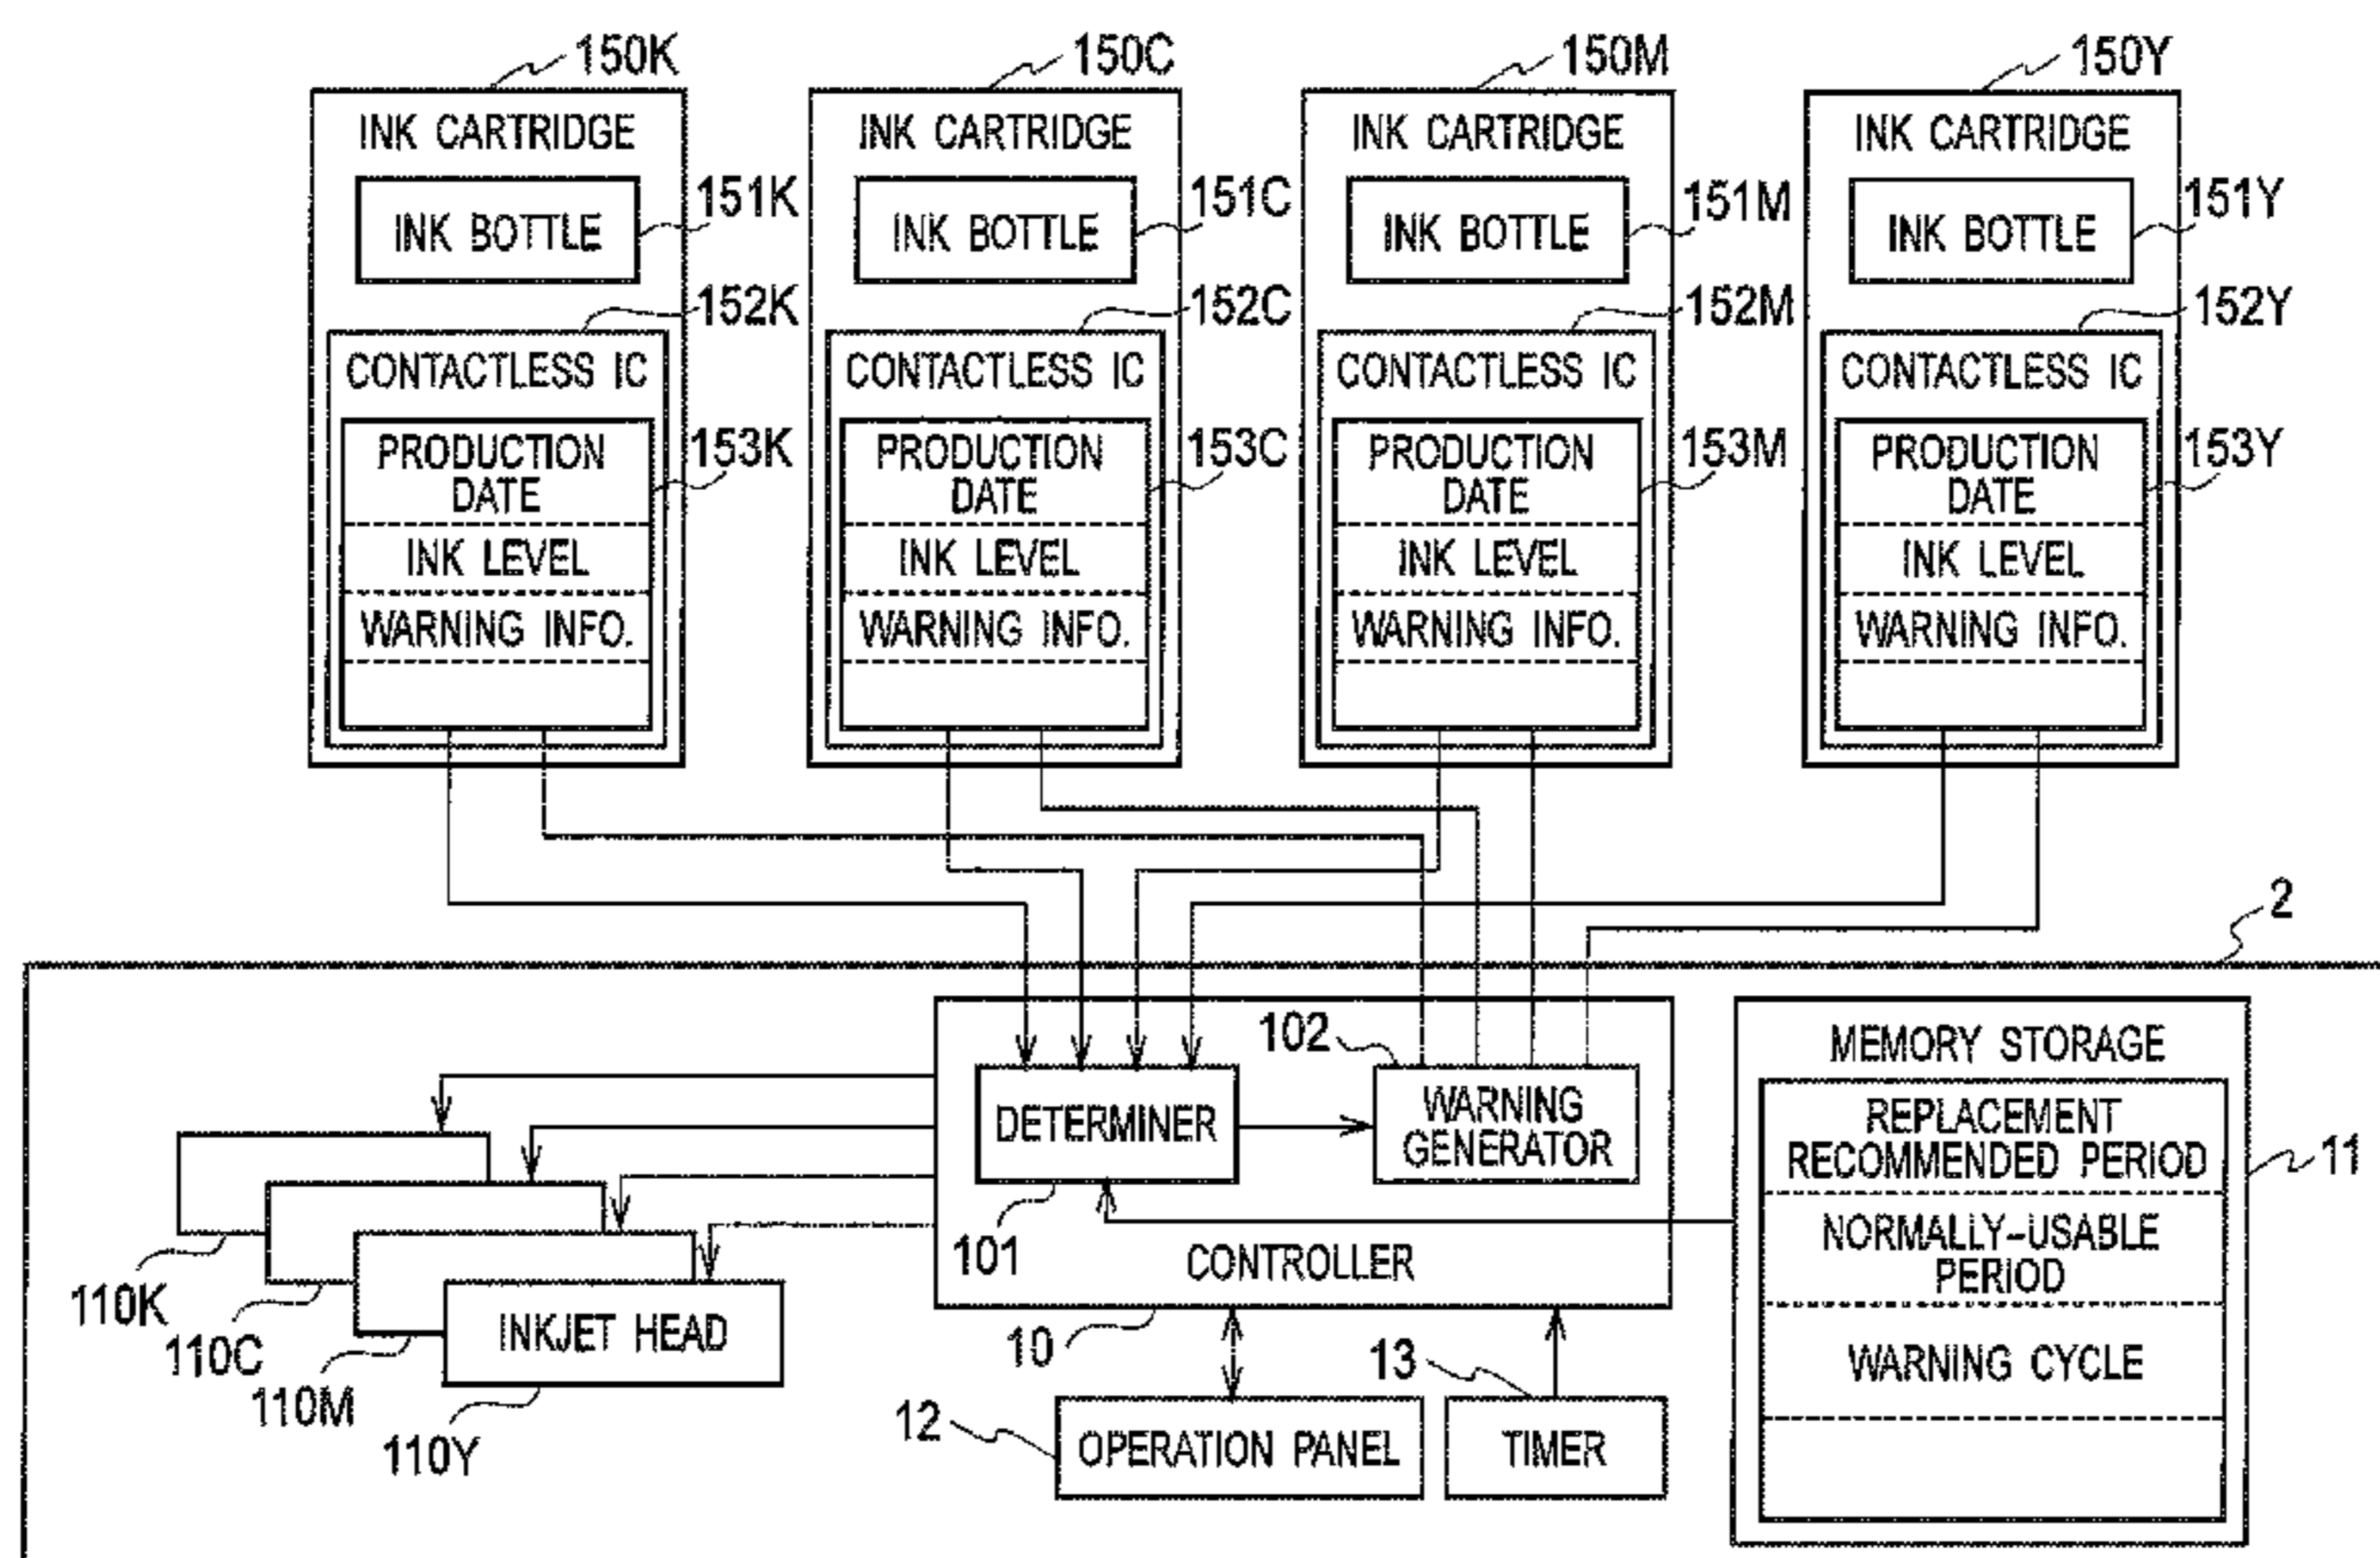 150K
150C
150M
150Y
INK CARTRIDGE
INK CARTRIDGE
INK CARTRIDGE
INK CARTRIDGE
151K
151C
151M
151Y
INK BOTTLE
INK BOTTLE
INK BOTTLE
INK BOTTLE
152K
152C
152M
152Y
CONTACTLESS IC
CONTACTLESS IC
CONTACTLESS IC
CONTACTLESS IC
PRODUCTION
DATE
153K
PRODUCTION
DATE
153C
PRODUCTION
DATE
153M
PRODUCTION
DATE
153Y
INK LEVEL
INK LEVEL
INK LEVEL
INK LEVEL
WARNING INFO.
WARNING INFO.
WARNING INFO.
WARNING INFO.
2
102
MEMORY STORAGE
DETERMINER
WARNING
GENERATOR
REPLACEMENT
RECOMMENDED PERIOD
11
101
CONTROLLER
NORMALLY-USABLE
PERIOD
110K
110C
110M
110Y
INKJET HEAD
10
13
WARNING CYCLE
12
OPERATION PANEL
TIMER